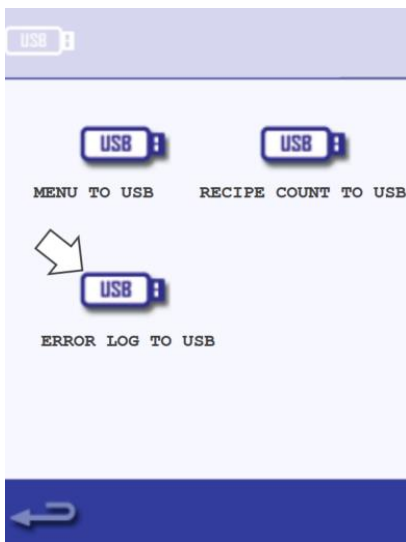 USB
USB USB
MENU TO USB RECIPE COUNT TO USB
USB
ERROR LOG TO USB